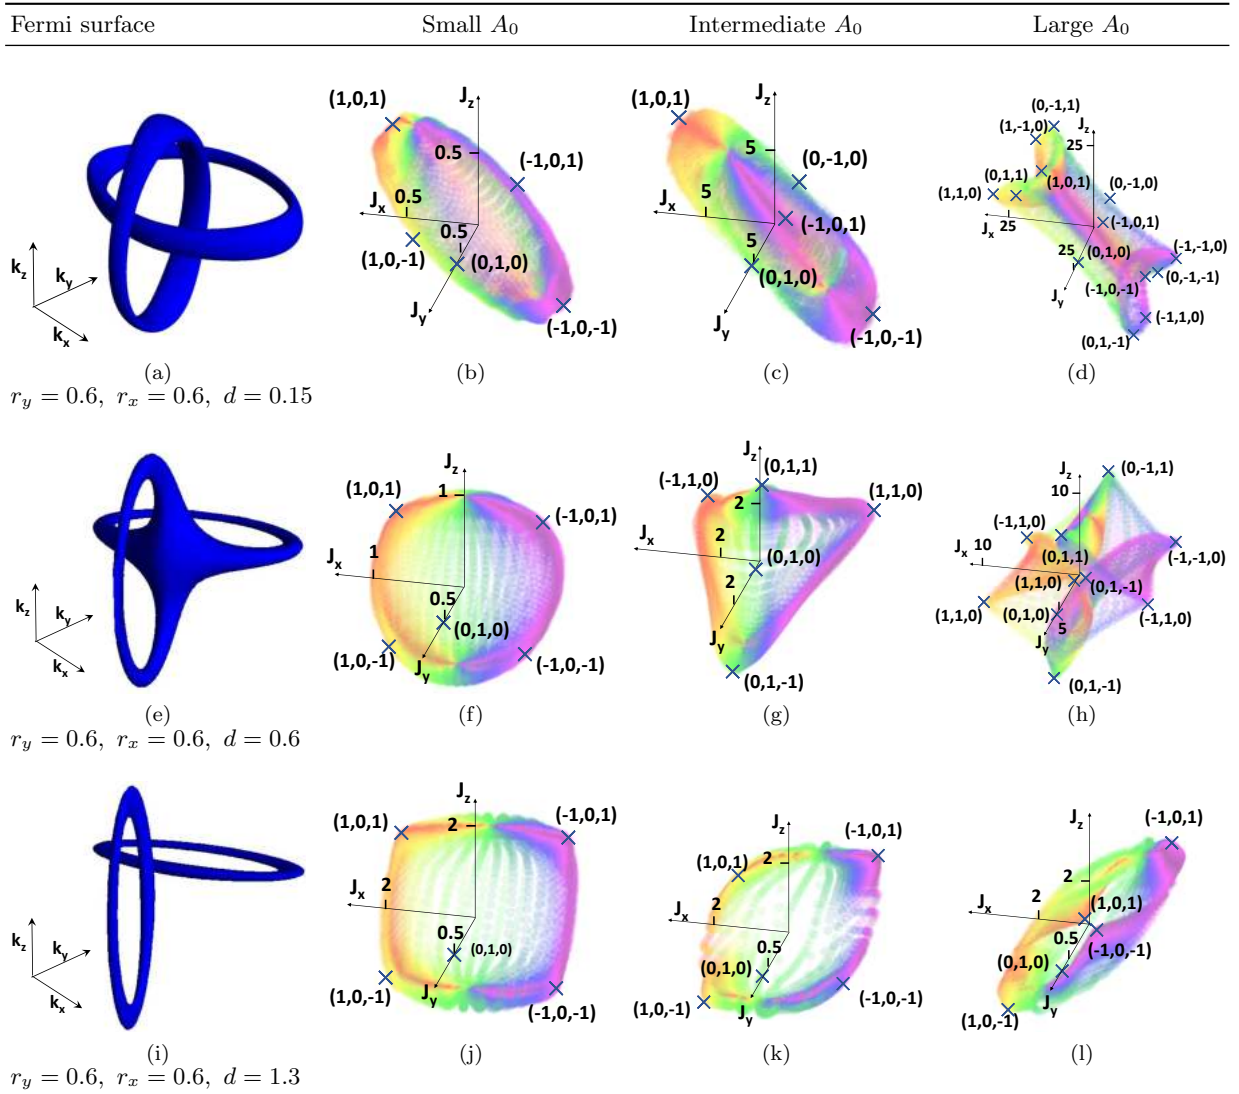 Fermi surface Small A₀ Intermediate A₀ Large A₀
k_z
k_y
k_x
(a)
r_y = 0.6, r_x = 0.6, d = 0.15
(1,0,1)
J_z
0.5
(-1,0,1)
J_x 0.5
0.5
(1,0,-1)
(0,1,0)
J_y
(-1,0,-1)
(b)
J_z
(1,0,1)
5
(0,-1,0)
J_x
5
(-1,0,1)
5
(0,1,0)
J_y
(-1,0,-1)
(c)
(0,-1,1)
(1,-1,0)
J_z
25
(0,1,1)
(1,0,1)
(0,-1,0)
(1,1,0)
J_x
25
(-1,0,1)
25
(0,1,0)
(-1,-1,0)
(0,-1,-1)
J_y
(-1,0,-1)
(-1,1,0)
(0,1,-1)
(d)
k_z
k_y
k_x
(e)
r_y = 0.6, r_x = 0.6, d = 0.6
J_z
(1,0,1)
1
(-1,0,1)
J_x
1
0.5
(0,1,0)
(1,0,-1)
J_y
(-1,0,-1)
(f)
J_z
(0,1,1)
(-1,1,0)
(1,1,0)
2
J_x
2
(0,1,0)
2
J_y
(0,1,-1)
(g)
J_z
(0,-1,1)
10
(-1,1,0)
J_x 10
(0,1,1)
(-1,-1,0)
(1,1,0)
(0,1,-1)
(1,1,0)
(0,1,0)
5
(-1,1,0)
J_y
(0,1,-1)
(h)
k_z
k_y
k_x
(i)
r_y = 0.6, r_x = 0.6, d = 1.3
J_z
(1,0,1)
2
(-1,0,1)
J_x
2
0.5
(0,1,0)
(1,0,-1)
J_y
(-1,0,-1)
(j)
J_z
(-1,0,1)
(1,0,1)
2
J_x
2
0.5
(0,1,0)
(1,0,-1)
J_y
(-1,0,-1)
(k)
(-1,0,1)
J_z
2
J_x
2
(1,0,1)
0.5
(-1,0,-1)
(0,1,0)
J_y
(1,0,-1)
(l)